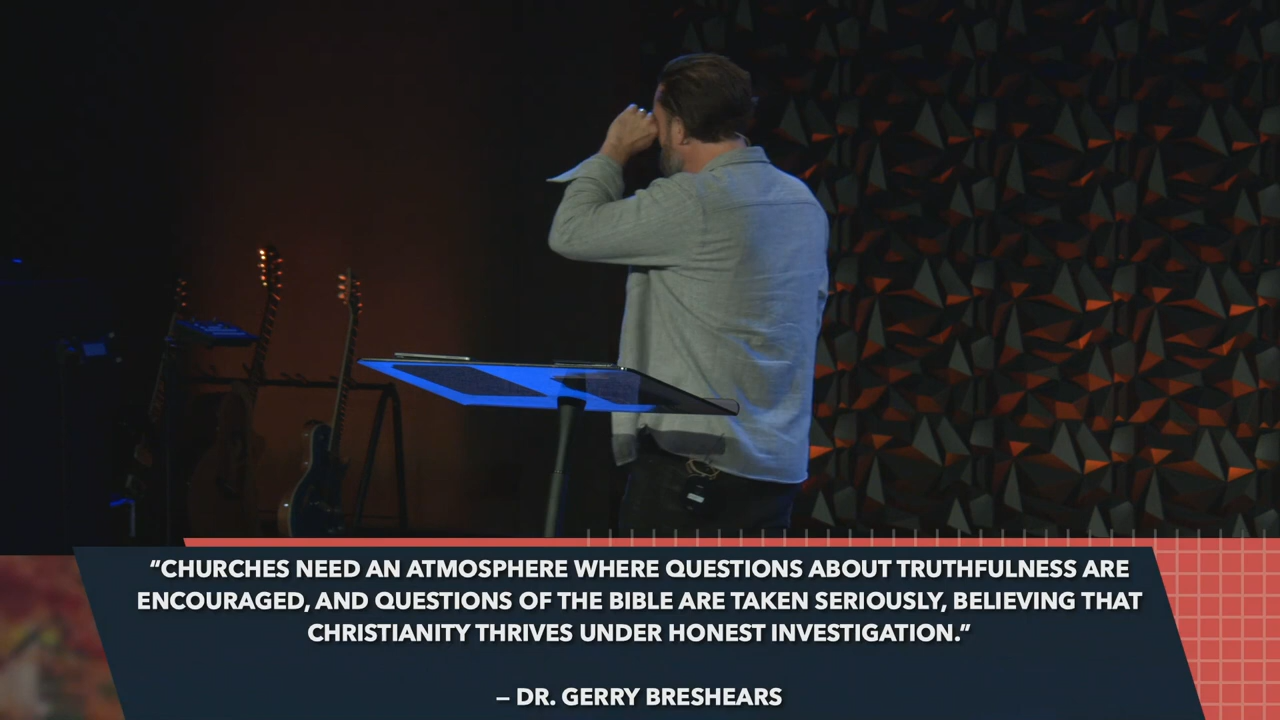 “CHURCHES NEED AN ATMOSPHERE WHERE QUESTIONS ABOUT TRUTHFULNESS ARE
ENCOURAGED, AND QUESTIONS OF THE BIBLE ARE TAKEN SERIOUSLY, BELIEVING THAT
CHRISTIANITY THRIVES UNDER HONEST INVESTIGATION.”
– DR. GERRY BRESHEARS